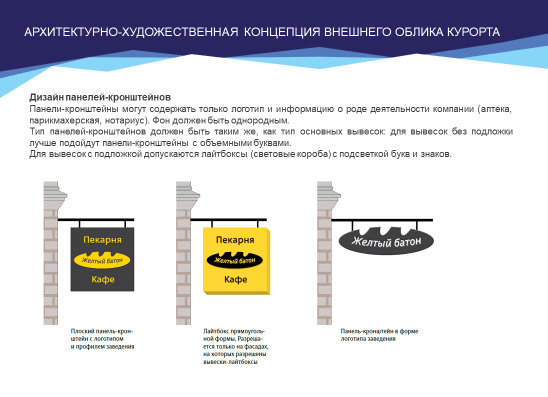 АРХИТЕКТУРНО-ХУДОЖЕСТВЕННАЯ КОНЦЕПЦИЯ ВНЕШНЕГО ОБЛИКА КУРОРТА
Дизайн панелей-кронштейнов
Панели-кронштейны могут содержать только логотип и информацию о роде деятельности компании (аптека,
парикмахерская, нотариус). Фон должен быть однородным.
Тип панелей-кронштейнов должен быть таким же, как тип основных вывесок: для вывесок без подложки
лучше подойдут панели-кронштейны с объемными буквами.
Для вывесок с подложкой допускаются лайтбоксы (световые короба) с подсветкой букв и знаков.
Пекарня
Желтый батон
Кафе
Пекарня
Желтый батон
Кафе
Желтый батон
Плоский панель-крон-
штейн с логотипом
и профилем заведения
Лайтбокс прямоуголь-
ной формы. Разреша-
ется только на фасадах,
на которых разрешены
вывески-лайтбоксы
Панель-кронштейн в форме
логотипа заведения